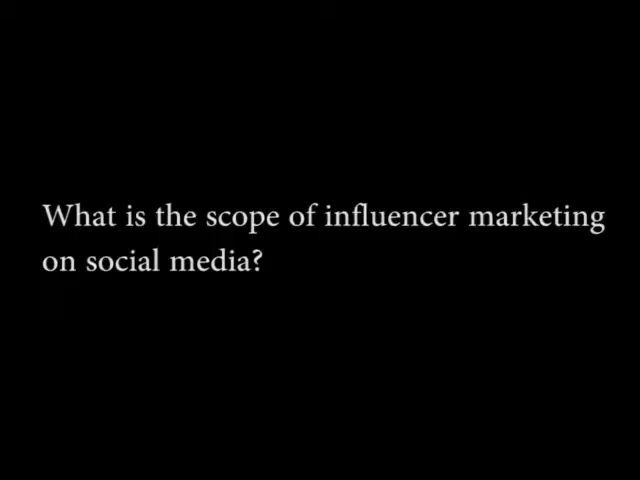 What is the scope of influencer marketing
on social media?